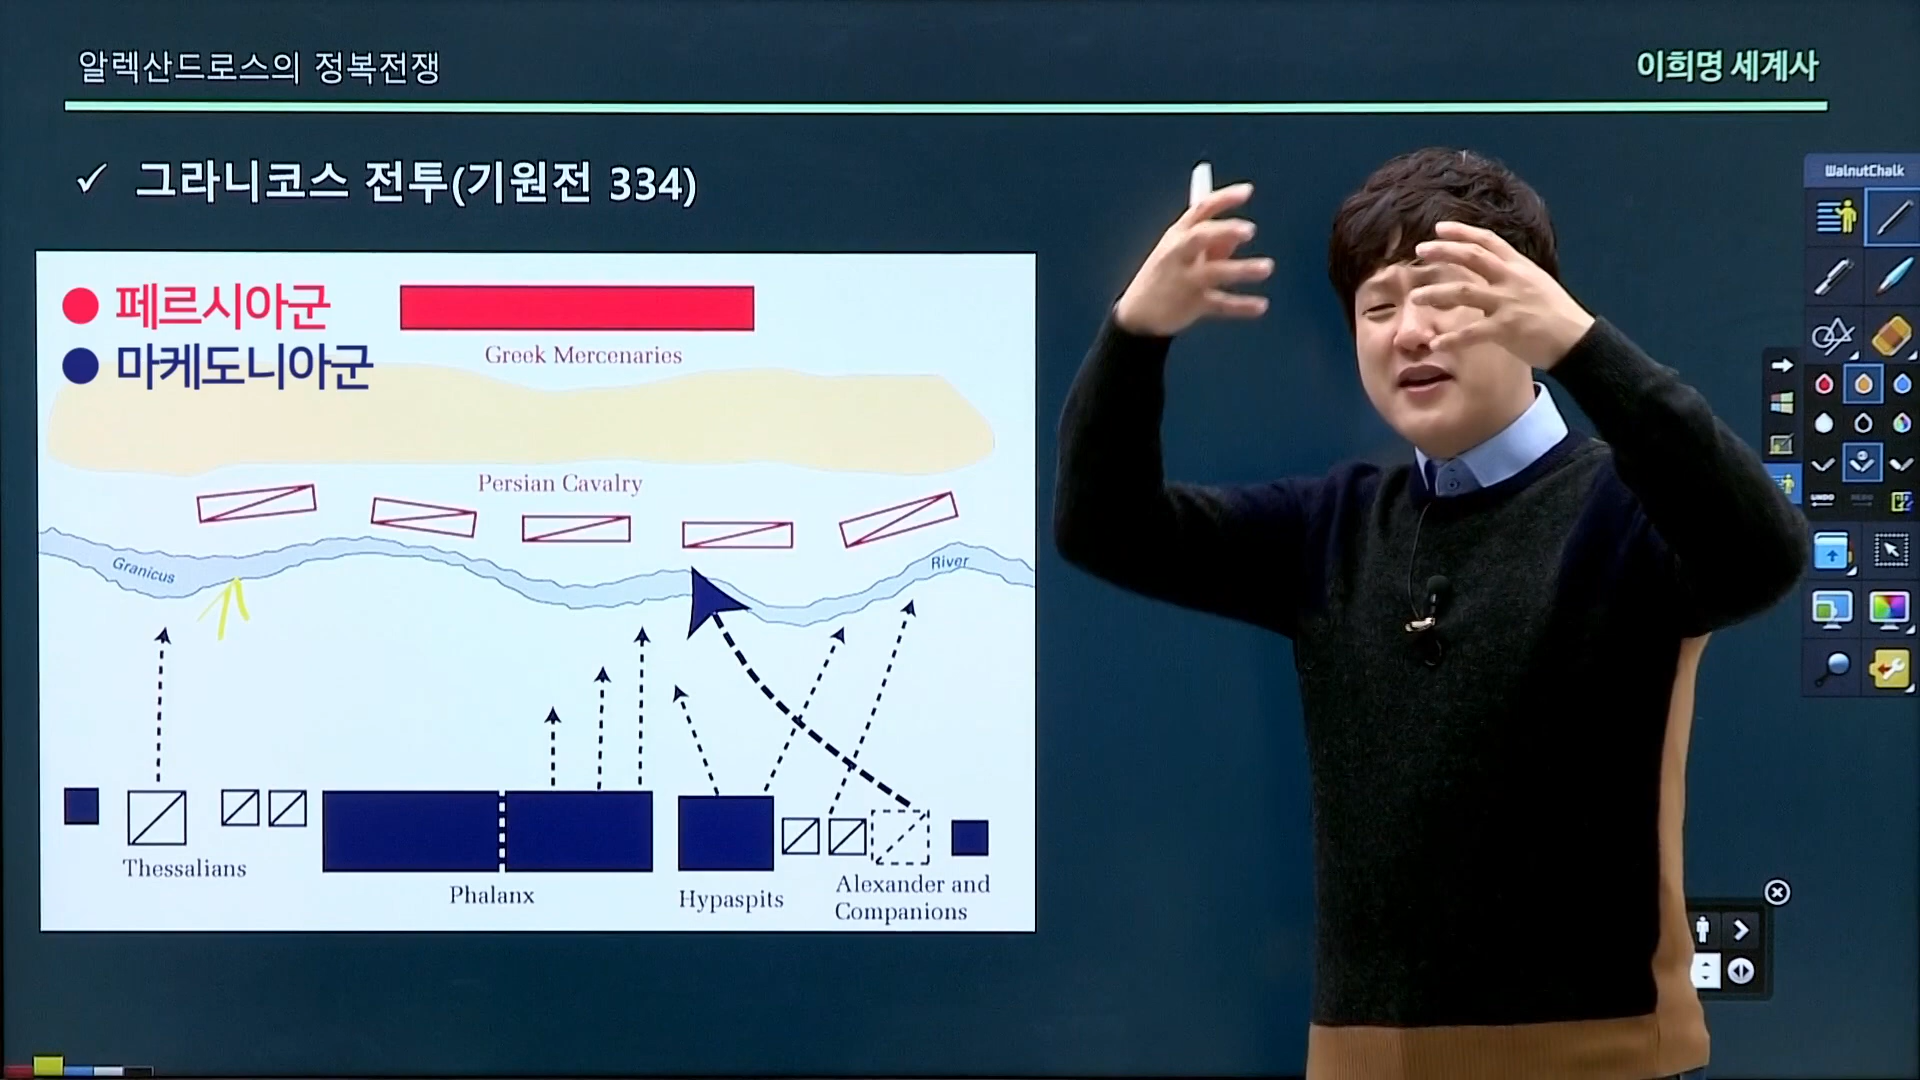 알렉산드로스의 정복전쟁
이희명 세계사
✓ 그라니코스 전투(기원전 334)
페르시아군
마케도니아군
Greek Mercenaries
Persian Cavalry
Granicus
River
Thessalians
Phalanx
Hypaspits
Alexander and
Companions
WalnutChalk
UNDO
REDO